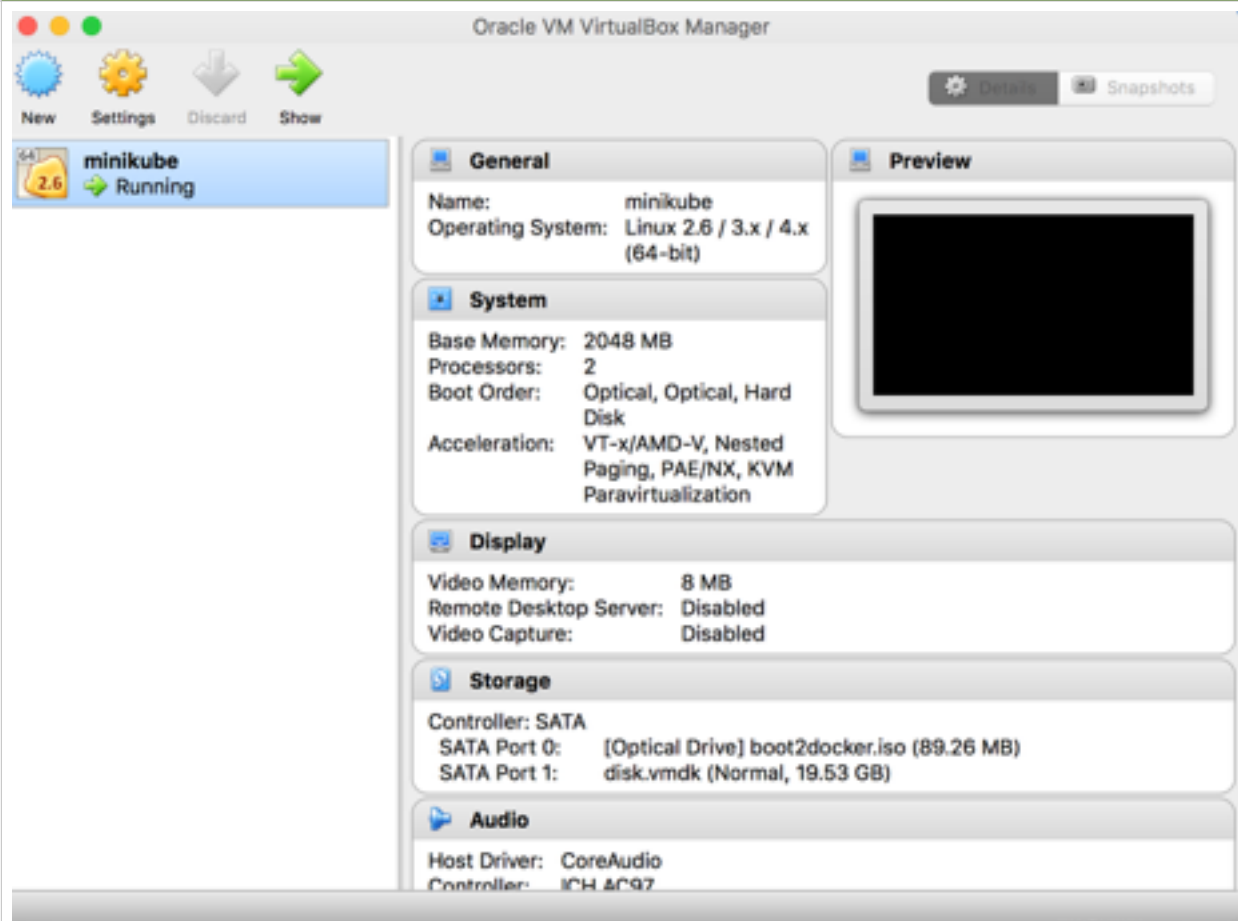 Oracle VM VirtualBox Manager
New
Settings
Discard
Show
Details
Snapshots
64
2.6
minikube
Running
General
Name: minikube
Operating System: Linux 2.6 / 3.x / 4.x
(64-bit)
Preview
System
Base Memory: 2048 MB
Processors: 2
Boot Order: Optical, Optical, Hard
Disk
Acceleration: VT-x/AMD-V, Nested
Paging, PAE/NX, KVM
Paravirtualization
Display
Video Memory: 8 MB
Remote Desktop Server: Disabled
Video Capture: Disabled
Storage
Controller: SATA
SATA Port 0: [Optical Drive] boot2docker.iso (89.26 MB)
SATA Port 1: disk.vmdk (Normal, 19.53 GB)
Audio
Host Driver: CoreAudio
Controller: ICH AC97